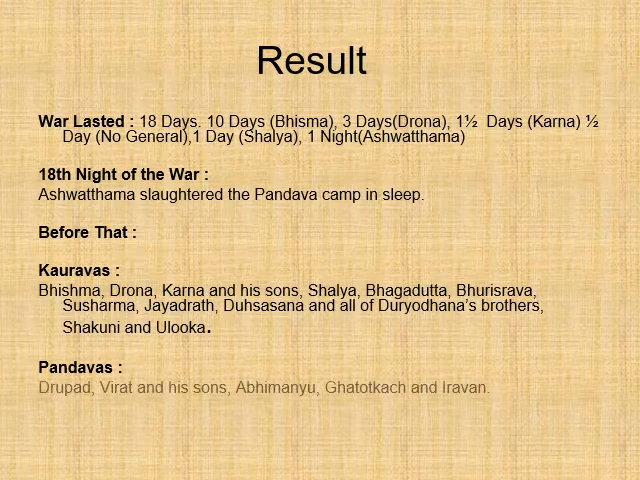 Result
War Lasted : 18 Days. 10 Days (Bhisma), 3 Days(Drona), 1½ Days (Karna) ½
Day (No General),1 Day (Shalya), 1 Night(Ashwatthama)
18th Night of the War :
Ashwatthama slaughtered the Pandava camp in sleep.
Before That :
Kauravas :
Bhishma, Drona, Karna and his sons, Shalya, Bhagadutta, Bhurisrava,
Susharma, Jayadrath, Duhsasana and all of Duryodhana's brothers,
Shakuni and Ulooka.
Pandavas :
Drupad, Virat and his sons, Abhimanyu, Ghatotkach and Iravan.